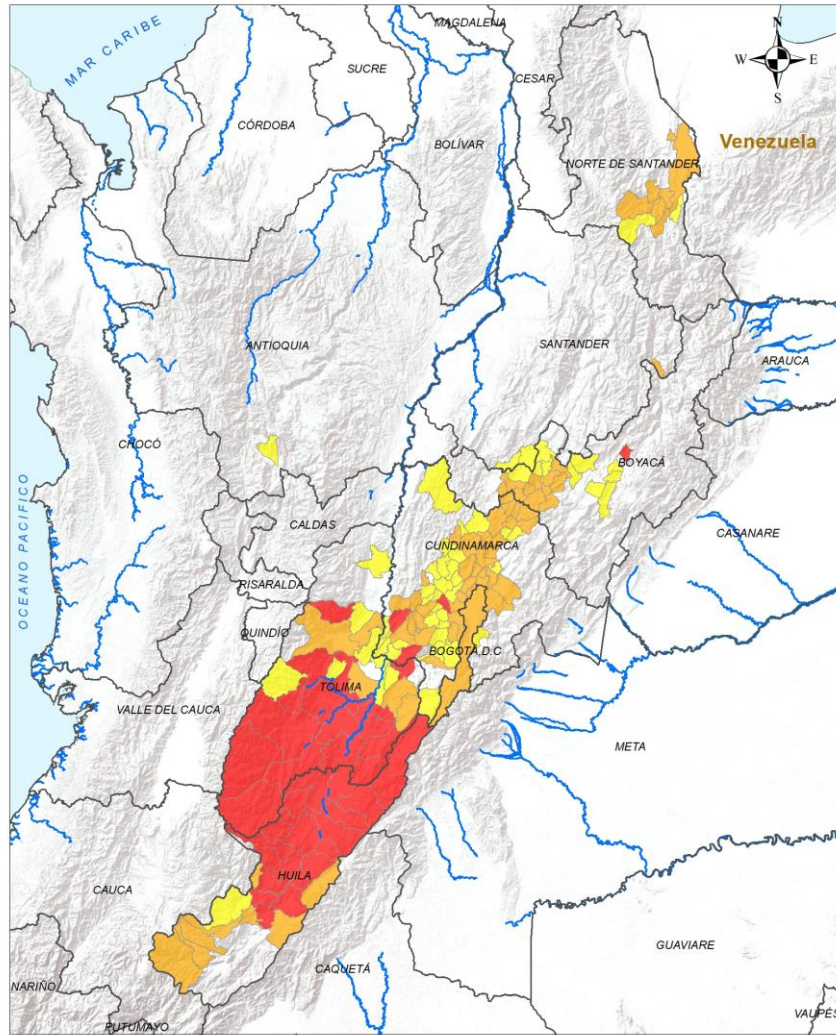 MAGDALENA
MAR CARIBE
N
SUCRE
CESAR
W
E
S
CÓRDOBA
Venezuela
BOLÍVAR
NORTE DE SANTANDER
ANTIOQUIA
SANTANDER
ARAUCA
CHOCÓ
BOYACÁ
OCEANO PACIFICO
CALDAS
CASANARE
CUNDINAMARCA
RISARALDA
QUINDÍO
BOGOTÁ.D.C
TOLIMA
VALLE DEL CAUCA
META
HUILA
CAUCA
GUAVIARE
CAQUETÁ
NARIÑO
PUTUMAYO
VAUPÉS